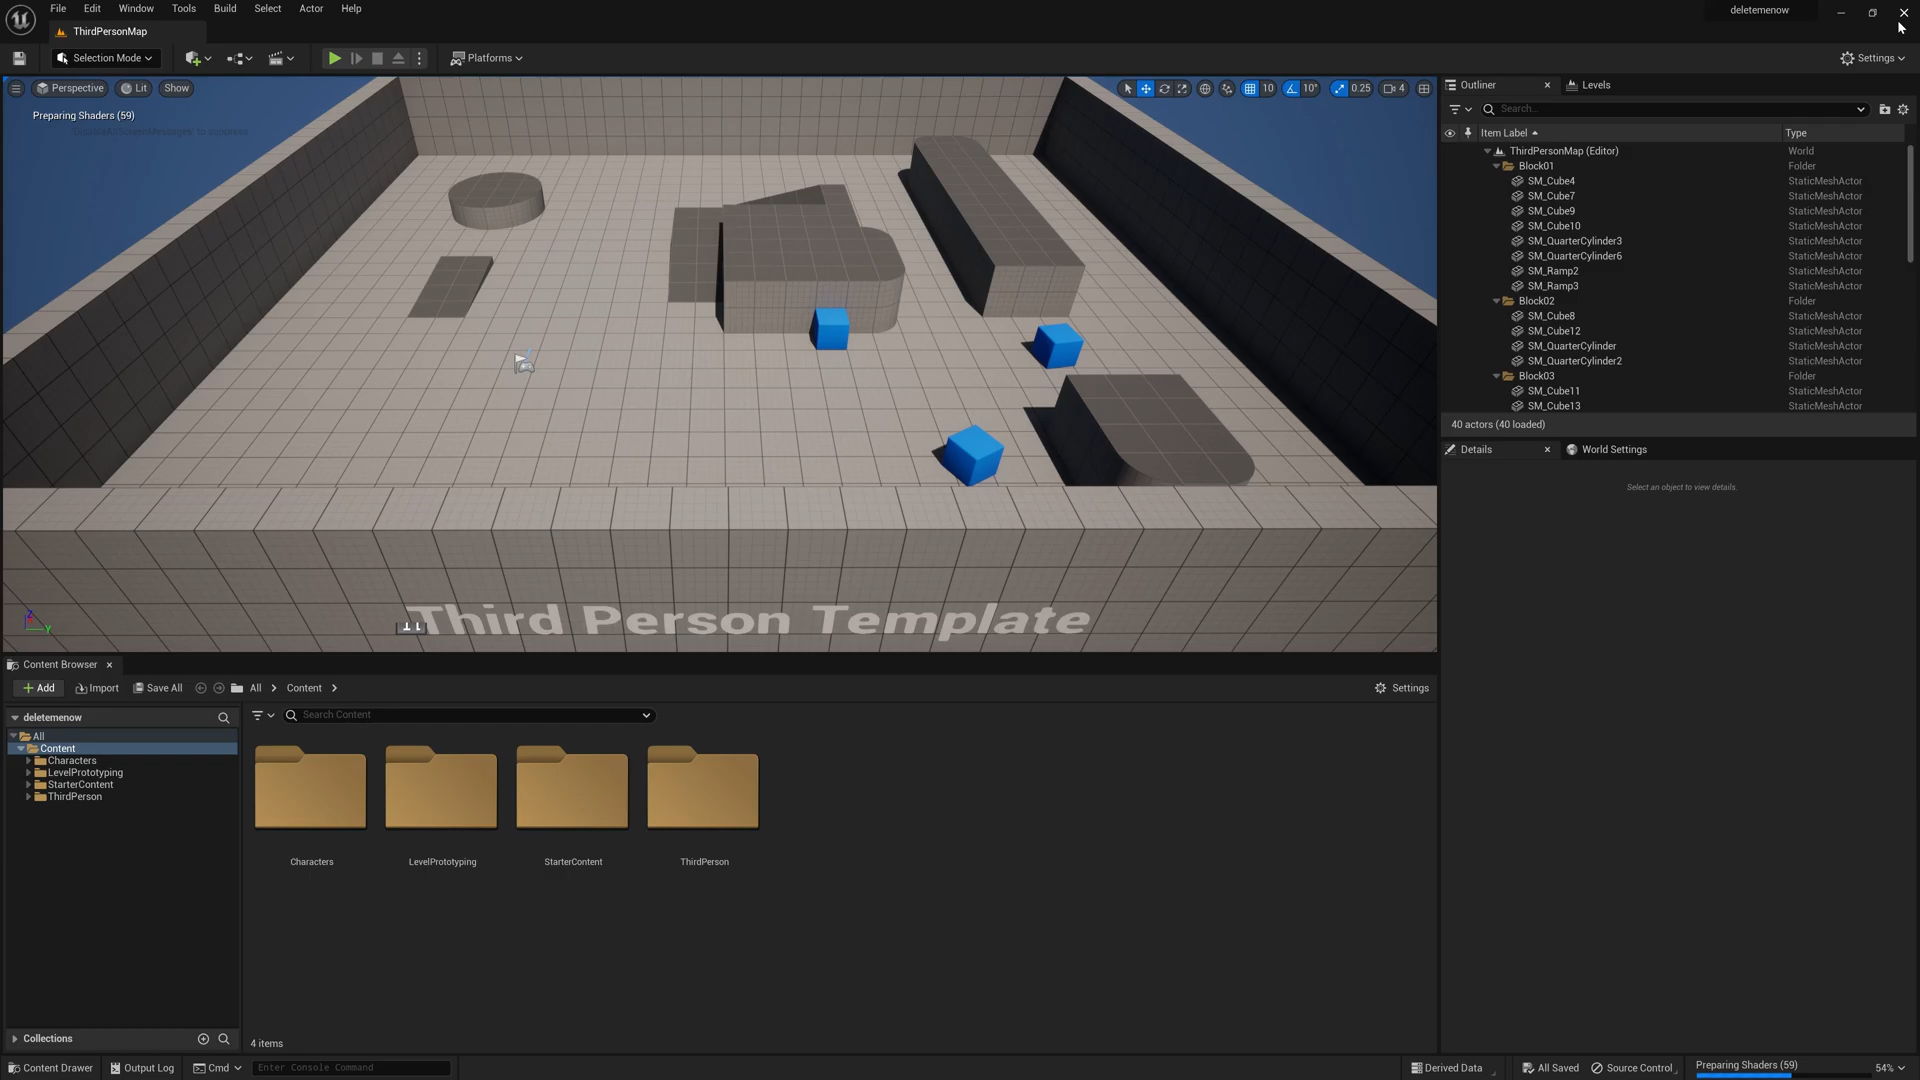 File Edit Window Tools Build Select Actor Help
deletemenow
ThirdPersonMap
Selection Mode
Platforms
Settings
Perspective Lit Show
10 10° 0.25 4
Preparing Shaders (59)
Outliner Levels
Search...
Item Label Type
ThirdPersonMap (Editor) World
Block01 Folder
SM_Cube4 StaticMeshActor
SM_Cube7 StaticMeshActor
SM_Cube9 StaticMeshActor
SM_Cube10 StaticMeshActor
SM_QuarterCylinder3 StaticMeshActor
SM_QuarterCylinder6 StaticMeshActor
SM_Ramp2 StaticMeshActor
SM_Ramp3 StaticMeshActor
Block02 Folder
SM_Cube8 StaticMeshActor
SM_Cube12 StaticMeshActor
SM_QuarterCylinder StaticMeshActor
SM_QuarterCylinder2 StaticMeshActor
Block03 Folder
SM_Cube11 StaticMeshActor
SM_Cube13 StaticMeshActor
40 actors (40 loaded)
Details World Settings
Select an object to view details.
Third Person Template
Z
Y
Content Browser
Add Import Save All All Content Settings
deletemenow
Search Content
All
Content
Characters
LevelPrototyping
StarterContent
ThirdPerson
Characters LevelPrototyping StarterContent ThirdPerson
Collections
4 items
Content Drawer Output Log Cmd Enter Console Command
Derived Data All Saved Source Control Preparing Shaders (59) 54%